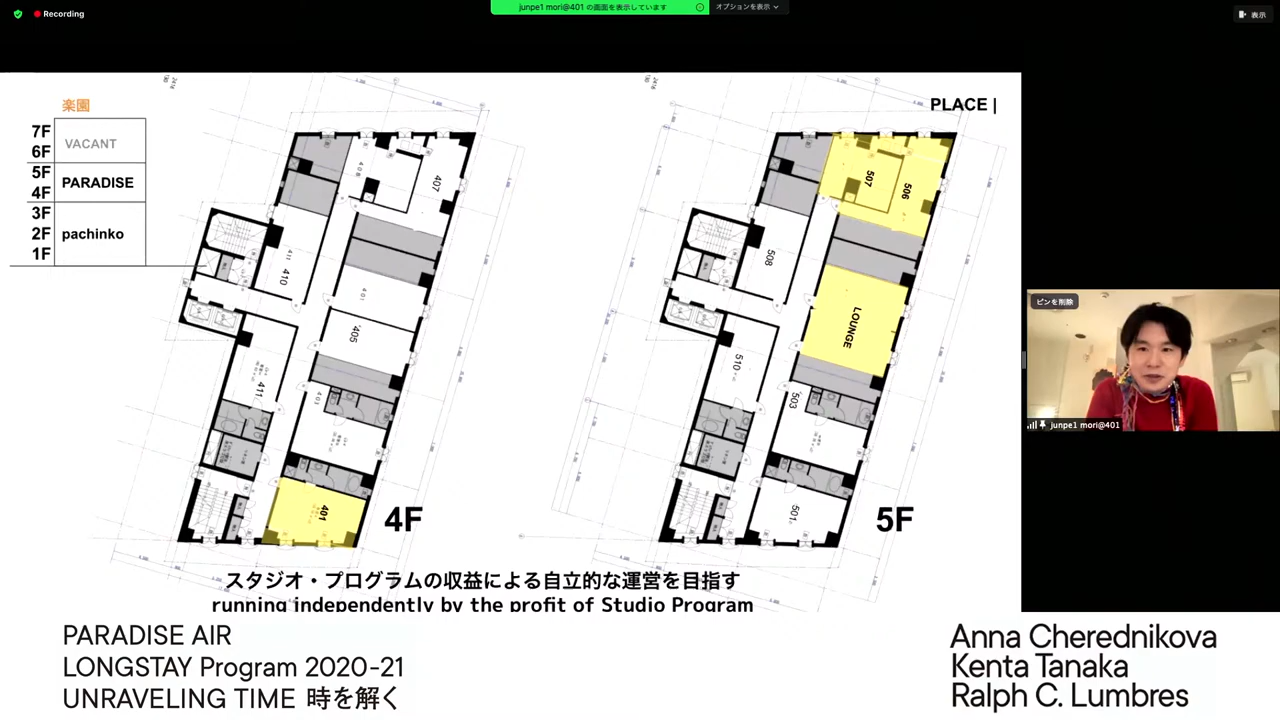 Recording
junpe1 mori@401 の画面を表示しています
オプションを表示
表示
楽園
PLACE |
7F
6F
VACANT
5F
4F
PARADISE
3F
2F
1F
pachinko
408
407
411
410
401
405
411
401
401
4F
507
506
508
LOUNGE
510
503
501
5F
ピンを削除
junpe1 mori@401
スタジオ・プログラムの収益による自立的な運営を目指す
running independently by the profit of Studio Program
PARADISE AIR
LONGSTAY Program 2020-21
UNRAVELING TIME 時を解く
Anna Cherednikova
Kenta Tanaka
Ralph C. Lumbres